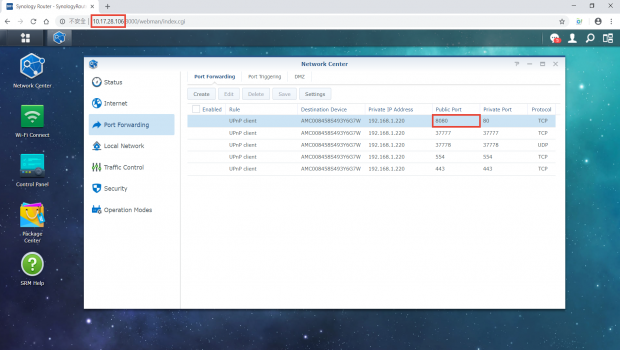 Synology Router - SynologyRou
不安全
10.17.28.106:8000/webman/index.cgi
Network Center
Wi-Fi Connect
Control Panel
Package
Center
SRM Help
Network Center
Status
Internet
Port Forwarding
Local Network
Traffic Control
Security
Operation Modes
Port Forwarding Port Triggering DMZ
Create Edit Delete Save Settings
Enabled Rule Destination Device Private IP Address Public Port Private Port Protocol
UPnP client AMC0084585493Y6G7W 192.168.1.220 8080 80 TCP
UPnP client AMC0084585493Y6G7W 192.168.1.220 37777 37777 TCP
UPnP client AMC0084585493Y6G7W 192.168.1.220 37778 37778 UDP
UPnP client AMC0084585493Y6G7W 192.168.1.220 554 554 TCP
UPnP client AMC0084585493Y6G7W 192.168.1.220 443 443 TCP